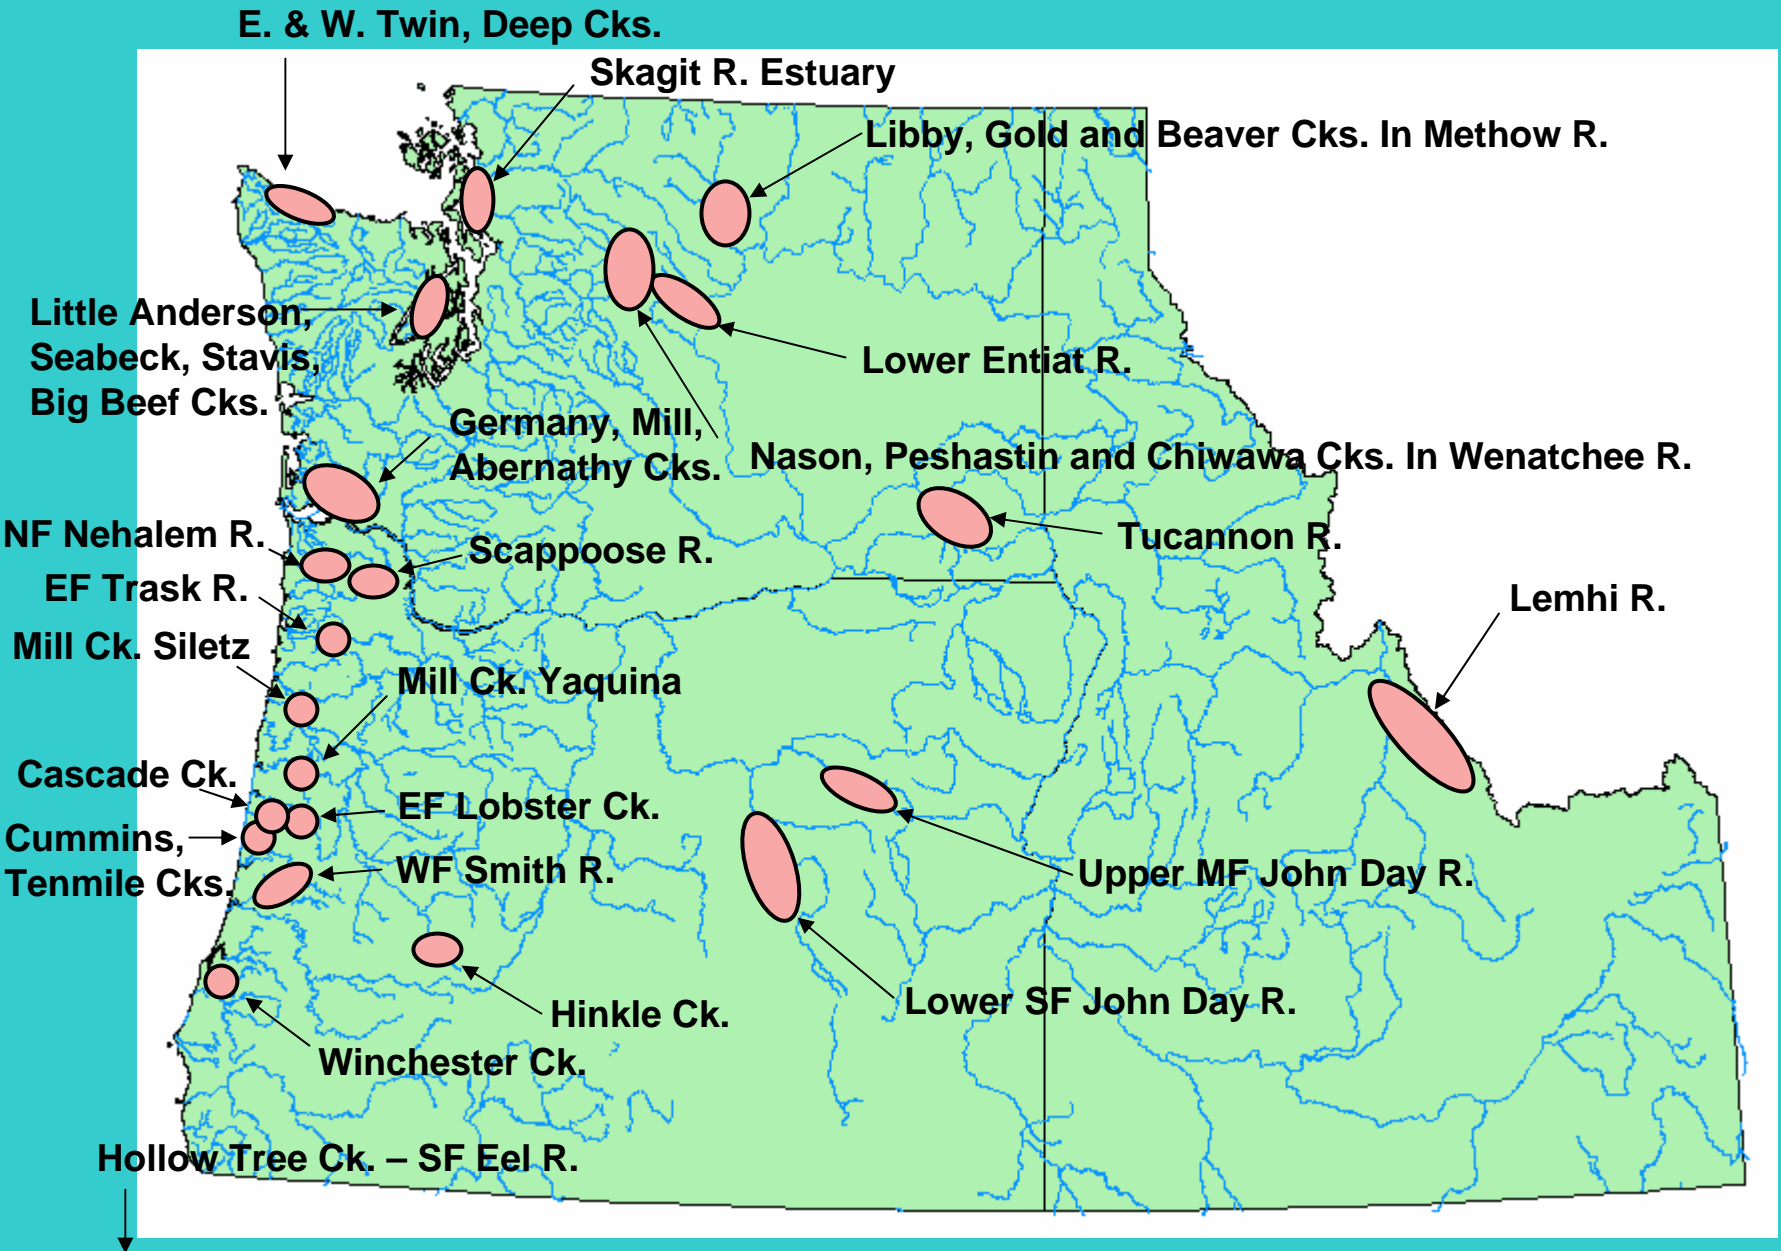 E. & W. Twin, Deep Cks.
Skagit R. Estuary
Libby, Gold and Beaver Cks. In Methow R.
Little Anderson,
Seabeck, Stavis,
Big Beef Cks.
Lower Entiat R.
Germany, Mill,
Abernathy Cks.
Nason, Peshastin and Chiwawa Cks. In Wenatchee R.
NF Nehalem R.
Scappoose R.
Tucannon R.
EF Trask R.
Lemhi R.
Mill Ck. Siletz
Mill Ck. Yaquina
Cascade Ck.
EF Lobster Ck.
Cummins,
Tenmile Cks.
WF Smith R.
Upper MF John Day R.
Lower SF John Day R.
Hinkle Ck.
Winchester Ck.
Hollow Tree Ck. – SF Eel R.